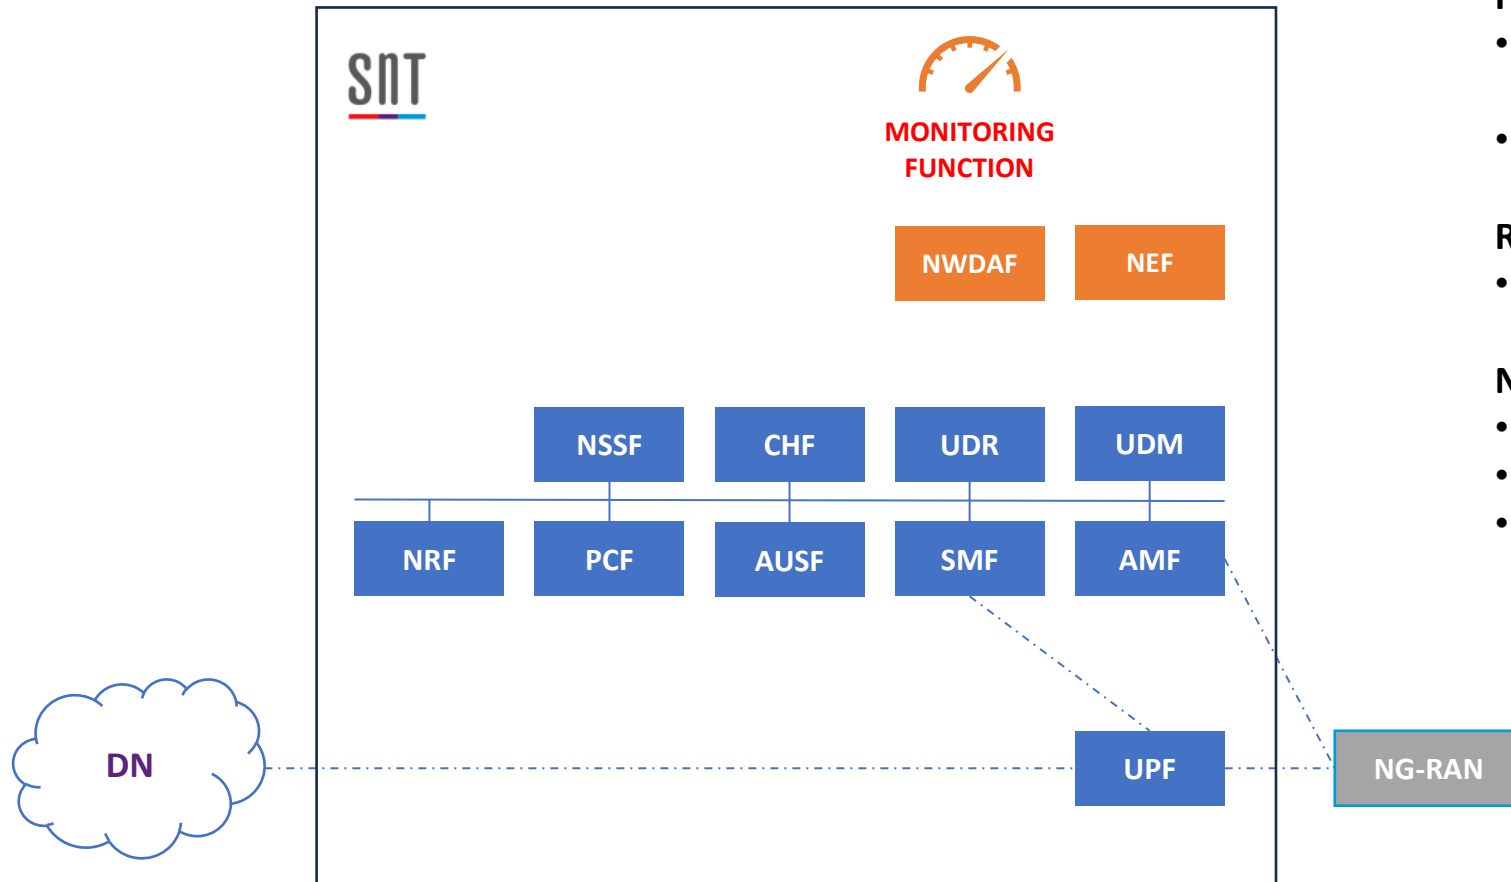 SNT
MONITORING
FUNCTION
NWDAF
NEF
NSSF
CHF
UDR
UDM
NRF
PCF
AUSF
SMF
AMF
DN
UPF
NG-RAN
R
N